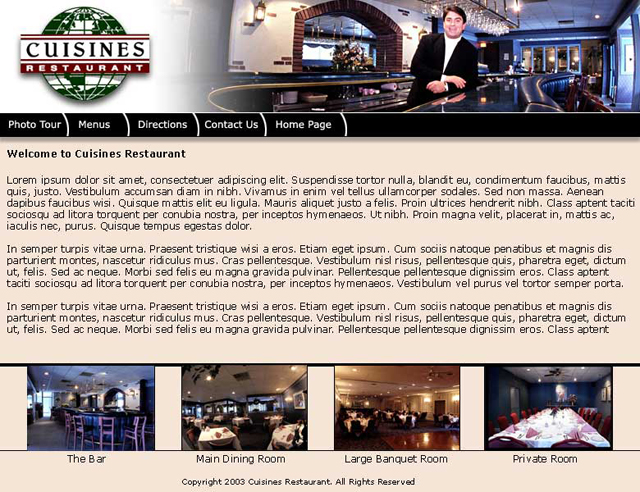 CUISINES
RESTAURANT
Photo Tour Menus Directions Contact Us Home Page
Welcome to Cuisines Restaurant
Lorem ipsum dolor sit amet, consectetuer adipiscing elit. Suspendisse tortor nulla, blandit eu, condimentum faucibus, mattis
quis, justo. Vestibulum accumsan diam in nibh. Vivamus in enim vel tellus ullamcorper sodales. Sed non massa. Aenean
dapibus faucibus wisi. Quisque mattis elit eu ligula. Mauris aliquet justo a felis. Proin ultrices hendrerit nibh. Class aptent taciti
sociosqu ad litora torquent per conubia nostra, per inceptos hymenaeos. Ut nibh. Proin magna velit, placerat in, mattis ac,
iaculis nec, purus. Quisque tempus egestas dolor.
In semper turpis vitae urna. Praesent tristique wisi a eros. Etiam eget ipsum. Cum sociis natoque penatibus et magnis dis
parturient montes, nascetur ridiculus mus. Cras pellentesque. Vestibulum nisl risus, pellentesque quis, pharetra eget, dictum
ut, felis. Sed ac neque. Morbi sed felis eu magna gravida pulvinar. Pellentesque pellentesque dignissim eros. Class aptent
taciti sociosqu ad litora torquent per conubia nostra, per inceptos hymenaeos. Vestibulum vel purus vel tortor semper porta.
In semper turpis vitae urna. Praesent tristique wisi a eros. Etiam eget ipsum. Cum sociis natoque penatibus et magnis dis
parturient montes, nascetur ridiculus mus. Cras pellentesque. Vestibulum nisl risus, pellentesque quis, pharetra eget, dictum
ut, felis. Sed ac neque. Morbi sed felis eu magna gravida pulvinar. Pellentesque pellentesque dignissim eros. Class aptent
The Bar Main Dining Room Large Banquet Room Private Room
Copyright 2003 Cuisines Restaurant. All Rights Reserved